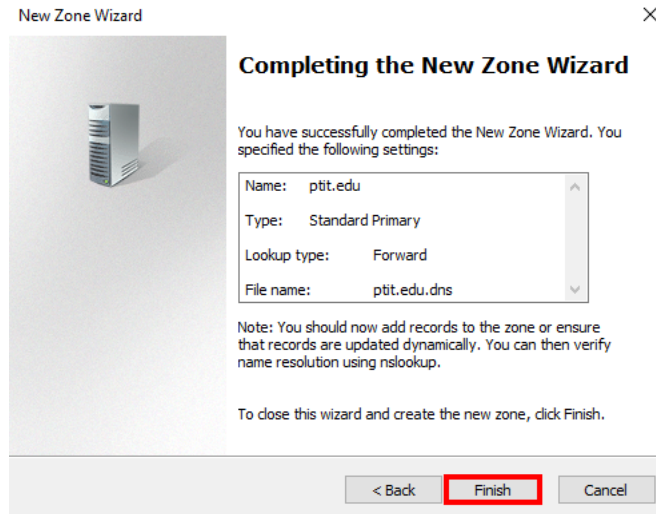 New Zone Wizard
Completing the New Zone Wizard
You have successfully completed the New Zone Wizard. You
specified the following settings:
Name: ptit.edu
Type: Standard Primary
Lookup type: Forward
File name: ptit.edu.dns
Note: You should now add records to the zone or ensure
that records are updated dynamically. You can then verify
name resolution using nslookup.
To close this wizard and create the new zone, click Finish.
< Back Finish Cancel